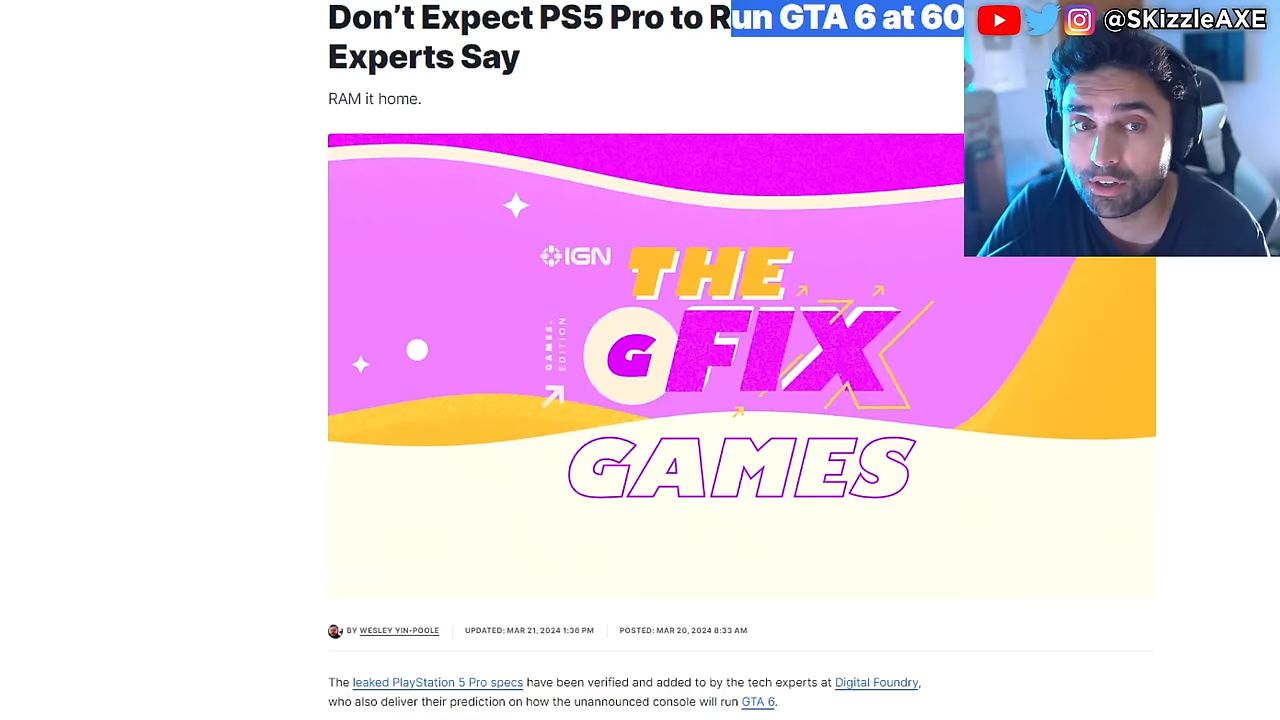 Don’t Expect PS5 Pro to Run GTA 6 at 60
Experts Say
@SKizzleAXE
RAM it home.
IGN
THE
GAMES.
EDITION
G FIX
GAMES
BY WESLEY YIN-POOLE UPDATED: MAR 21, 2024 1:36 PM POSTED: MAR 20, 2024 8:33 AM
The leaked PlayStation 5 Pro specs have been verified and added to by the tech experts at Digital Foundry,
who also deliver their prediction on how the unannounced console will run GTA 6.